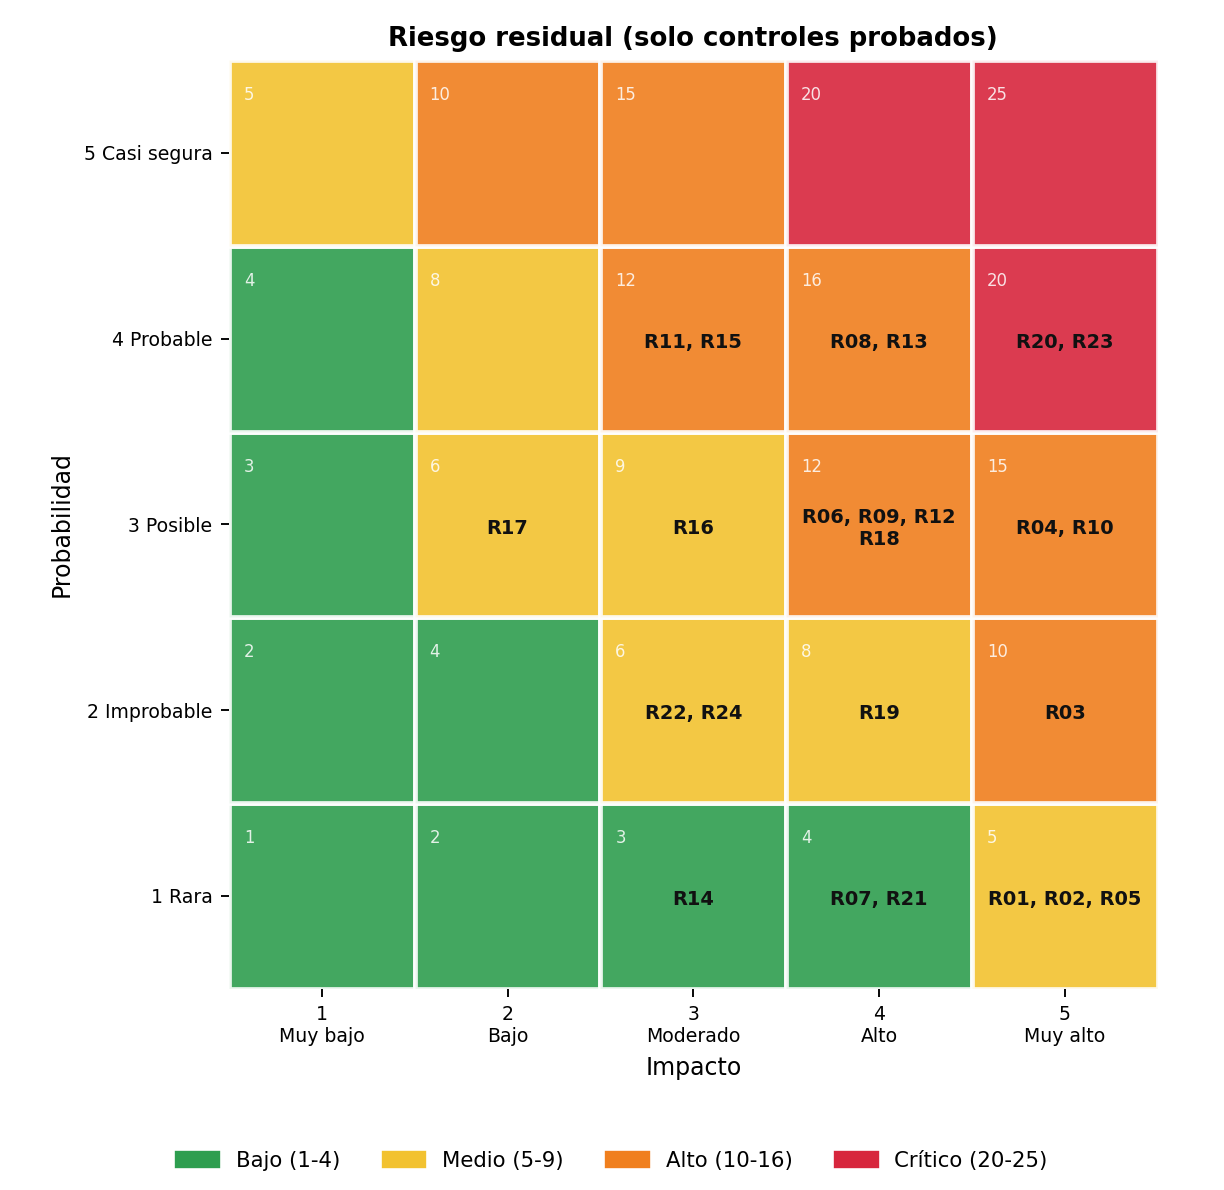 Riesgo residual (solo controles probados)
Probabilidad
5 Casi segura
5
10
15
20
25
4 Probable
4
8
12
R11, R15
16
R08, R13
20
R20, R23
3 Posible
3
6
R17
9
R16
12
R06, R09, R12
R18
15
R04, R10
2 Improbable
2
4
6
R22, R24
8
R19
10
R03
1 Rara
1
2
3
R14
4
R07, R21
5
R01, R02, R05
1
Muy bajo
2
Bajo
3
Moderado
4
Alto
5
Muy alto
Impacto
Bajo (1-4)
Medio (5-9)
Alto (10-16)
Crítico (20-25)